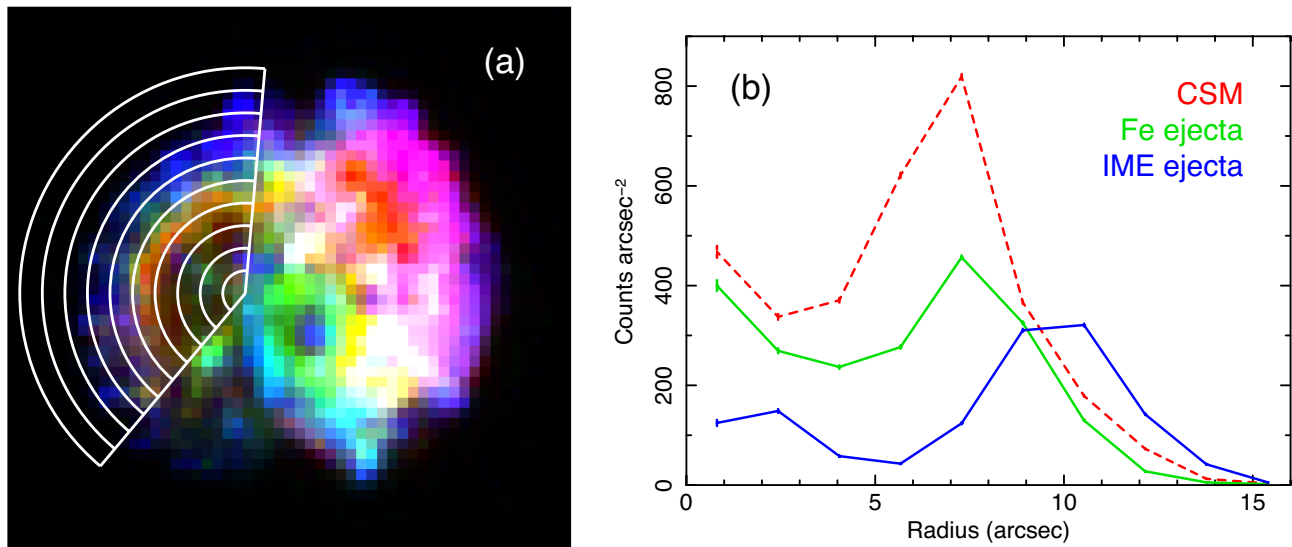 (a)
(b)
CSM
Fe ejecta
IME ejecta
Counts arcsec⁻²
0
200
400
600
800
0
5
10
15
Radius (arcsec)